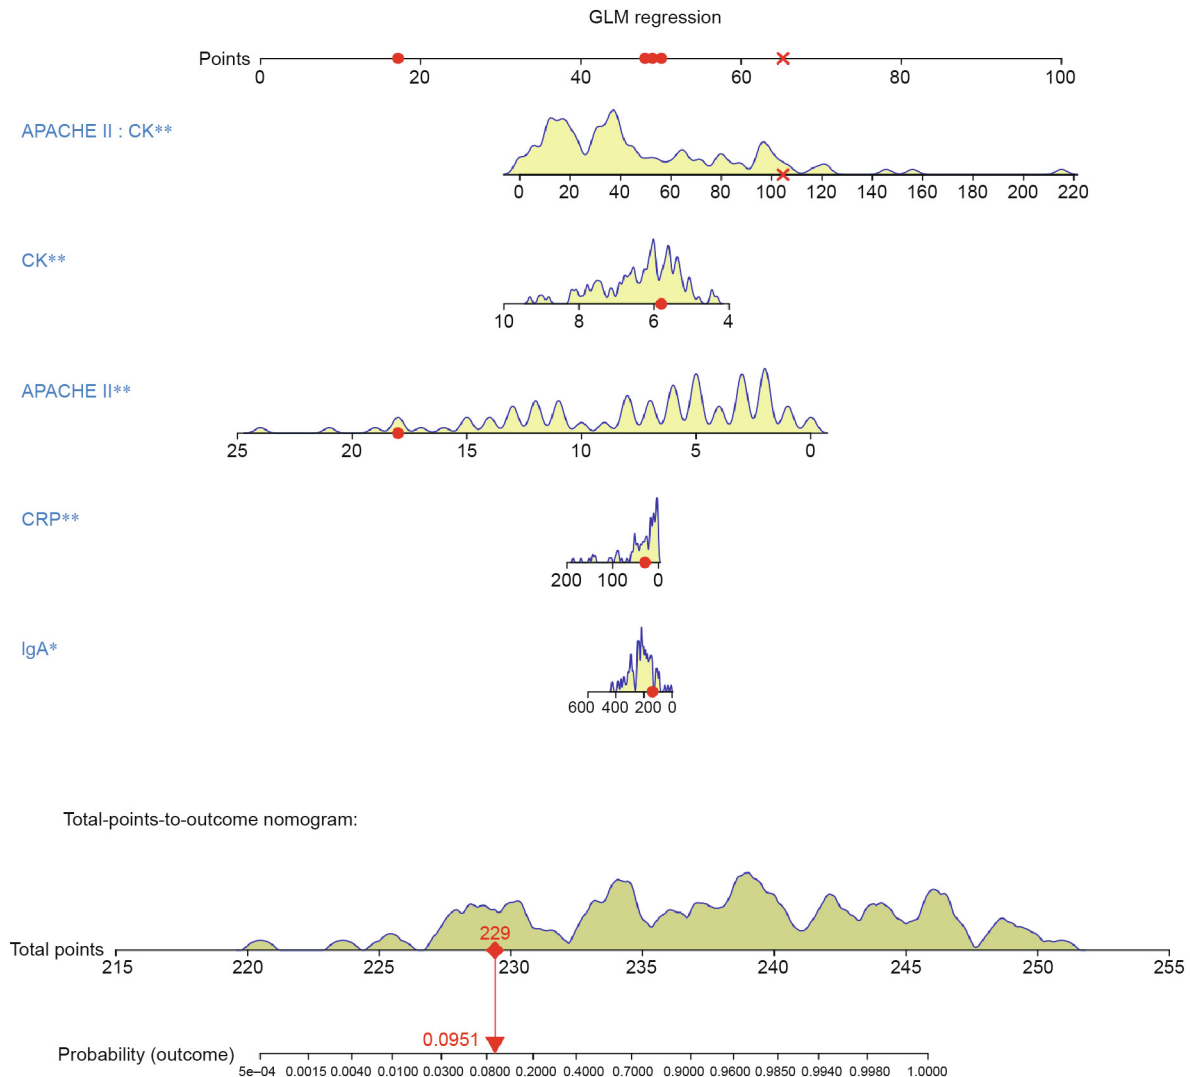 GLM regression
Points
0 20 40 60 80 100
APACHE II : CK**
0 20 40 60 80 100 120 140 160 180 200 220
CK**
10 8 6 4
APACHE II**
25 20 15 10 5 0
CRP**
200 100 0
IgA*
600 400 200 0
Total-points-to-outcome nomogram:
229
Total points
215 220 225 230 235 240 245 250 255
0.0951
Probability (outcome)
5e–04 0.0015 0.0040 0.0100 0.0300 0.0800 0.2000 0.4000 0.7000 0.9000 0.9600 0.9850 0.9940 0.9980 1.0000